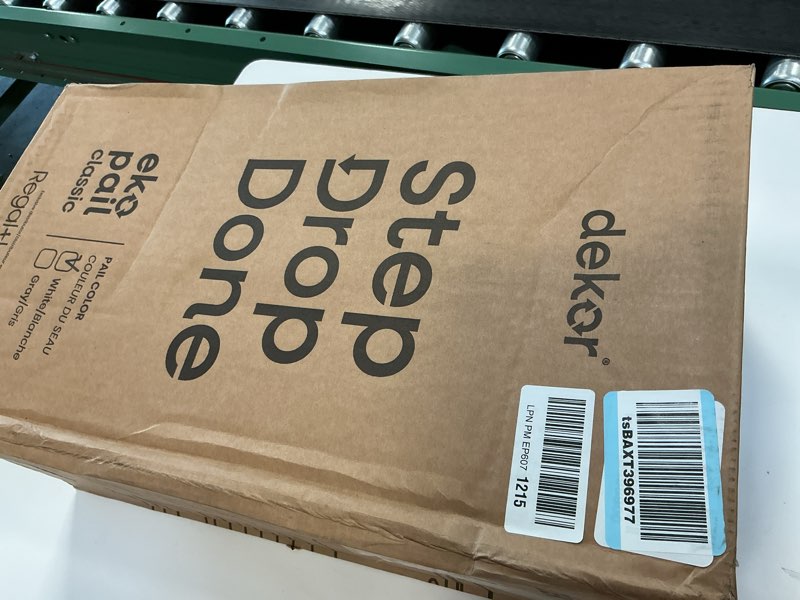 dekor®
Step
Drop
Done
eko
pail
classic
PAIL COLOR
COULEUR DU SEAU
White/Blanche
Gray/Gris
Regal+L
LPN PM EP607 1215
tsBAXT396977